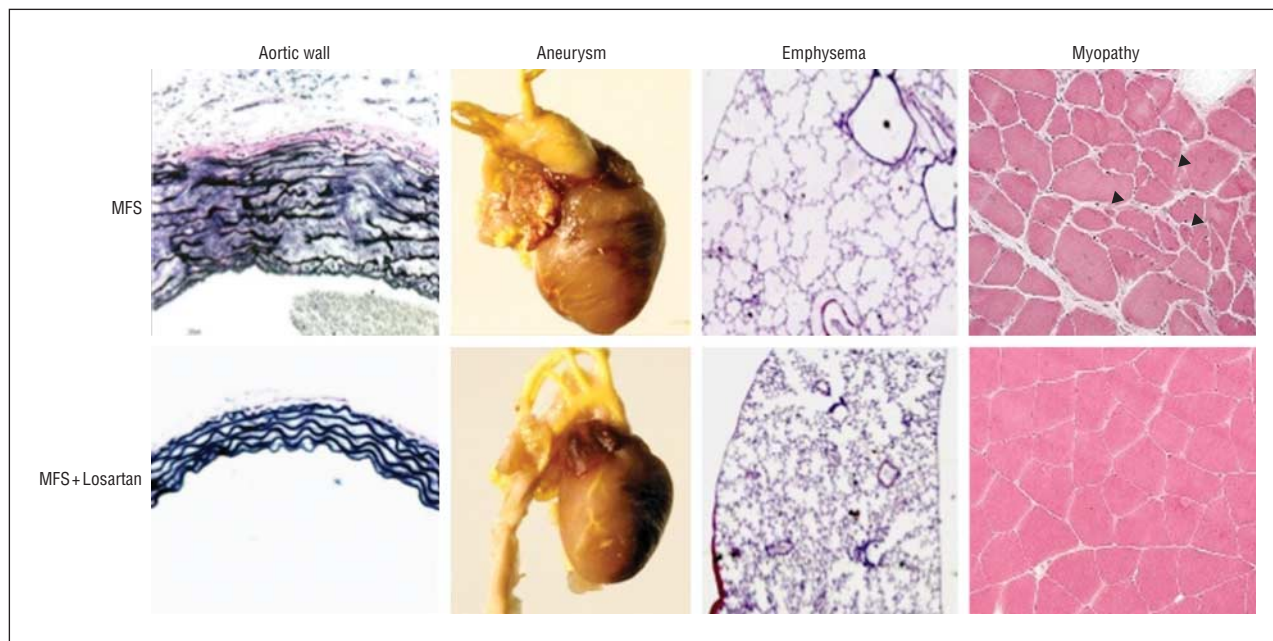 Aortic wall
Aneurysm
Emphysema
Myopathy
MFS
MFS+Losartan